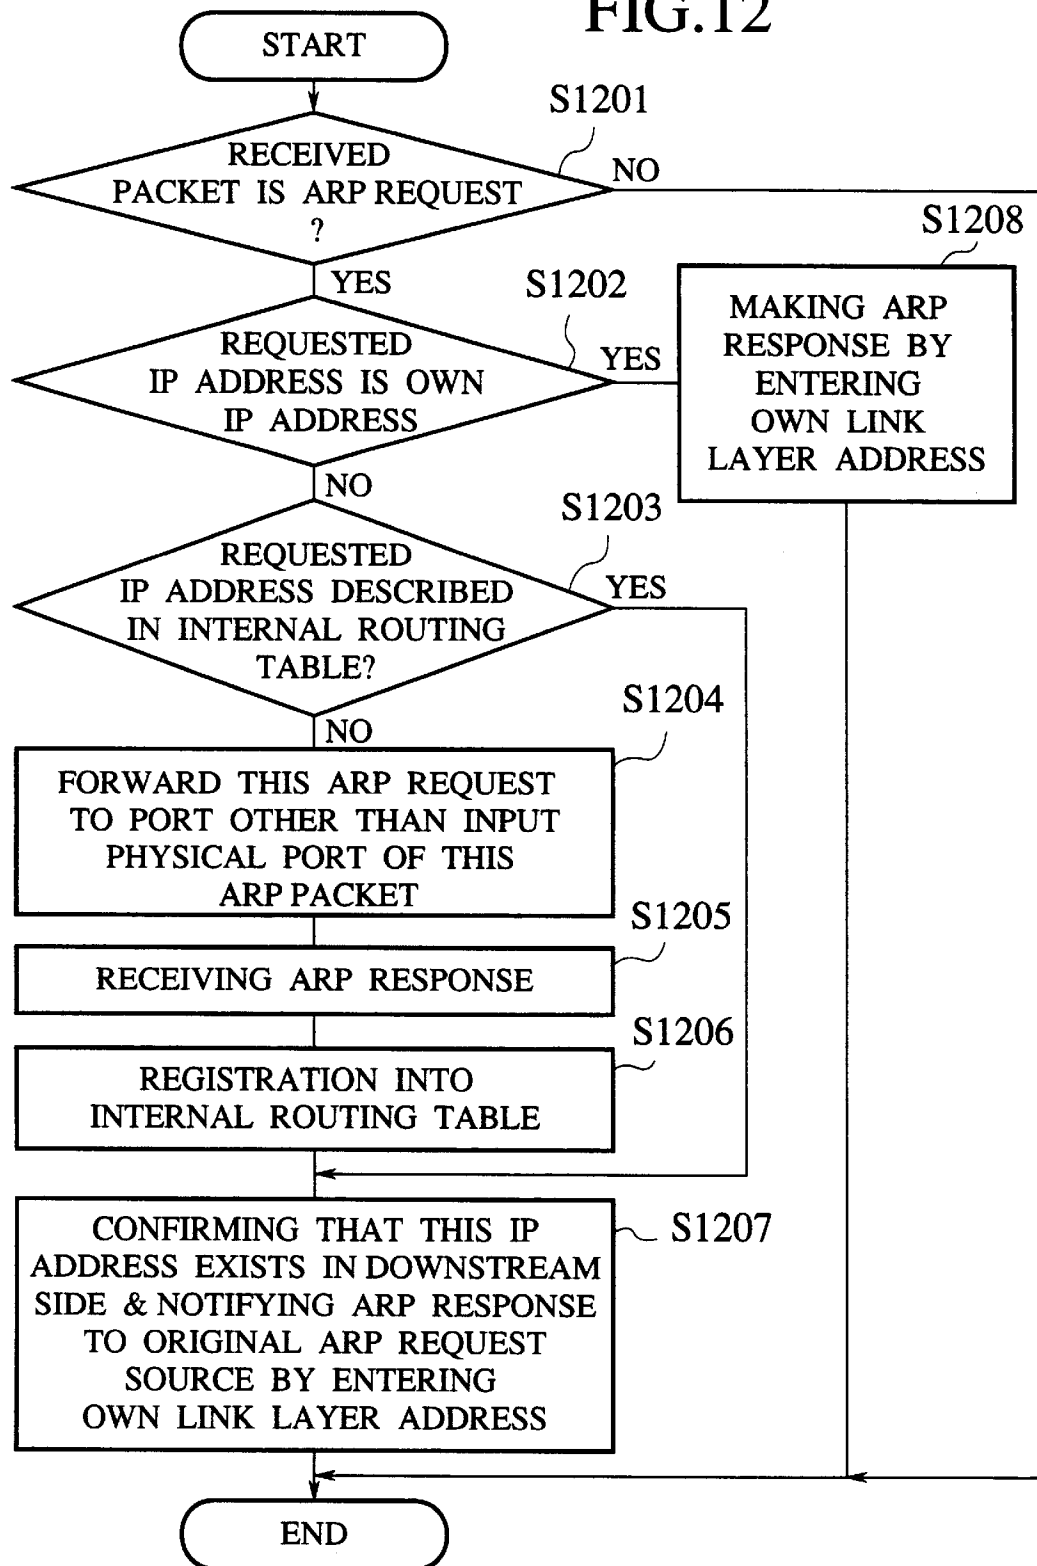 FIG.12
START
S1201
RECEIVED
PACKET IS ARP REQUEST
?
NO
YES
S1202
REQUESTED
IP ADDRESS IS OWN
IP ADDRESS
YES
S1208
MAKING ARP
RESPONSE BY
ENTERING
OWN LINK
LAYER ADDRESS
NO
S1203
REQUESTED
IP ADDRESS DESCRIBED
IN INTERNAL ROUTING
TABLE?
YES
NO
S1204
FORWARD THIS ARP REQUEST
TO PORT OTHER THAN INPUT
PHYSICAL PORT OF THIS
ARP PACKET
S1205
RECEIVING ARP RESPONSE
S1206
REGISTRATION INTO
INTERNAL ROUTING TABLE
S1207
CONFIRMING THAT THIS IP
ADDRESS EXISTS IN DOWNSTREAM
SIDE & NOTIFYING ARP RESPONSE
TO ORIGINAL ARP REQUEST
SOURCE BY ENTERING
OWN LINK LAYER ADDRESS
END